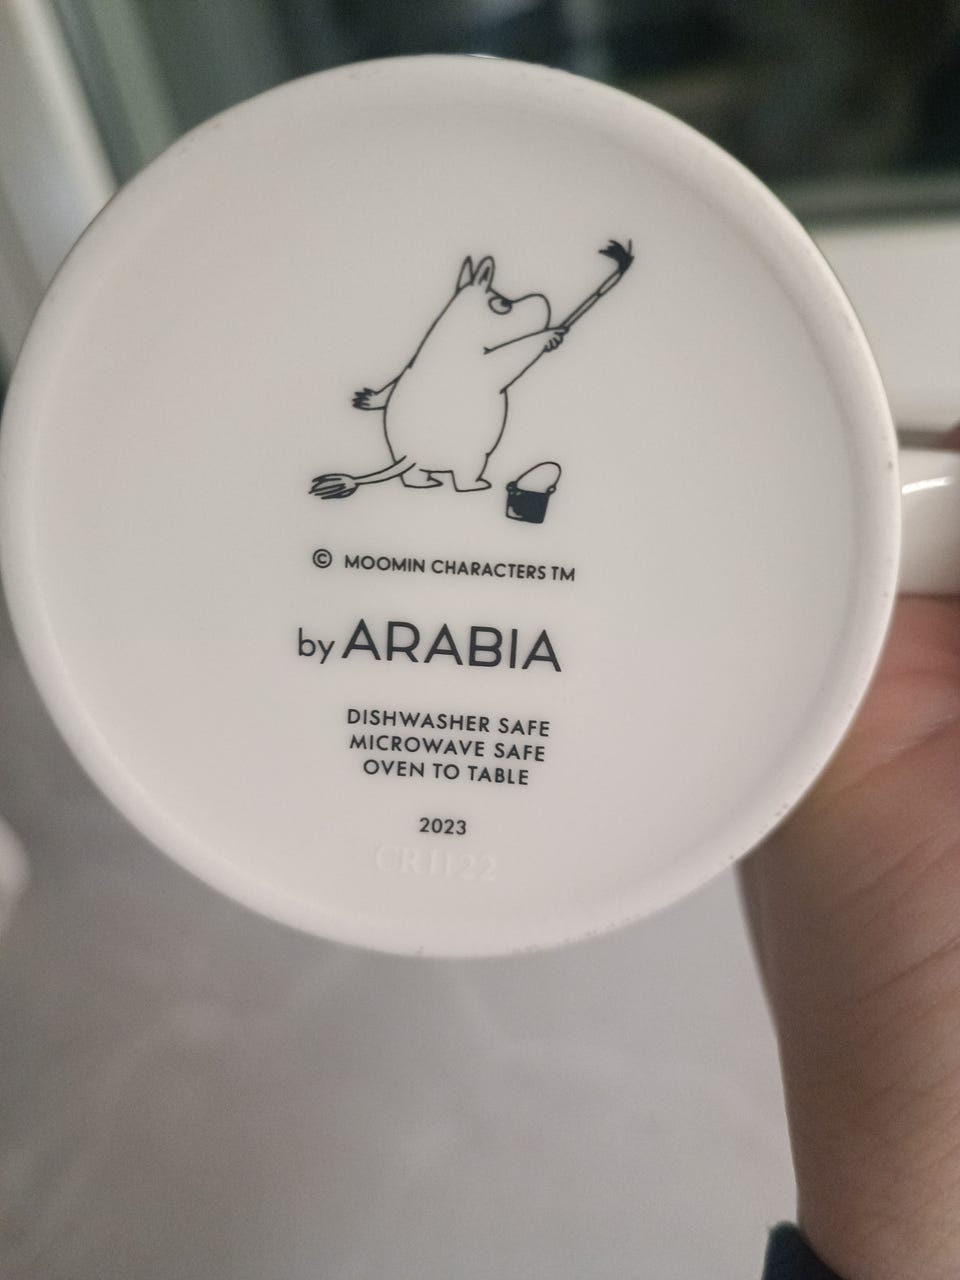 © MOOMIN CHARACTERS TM
by ARABIA
DISHWASHER SAFE
MICROWAVE SAFE
OVEN TO TABLE
2023